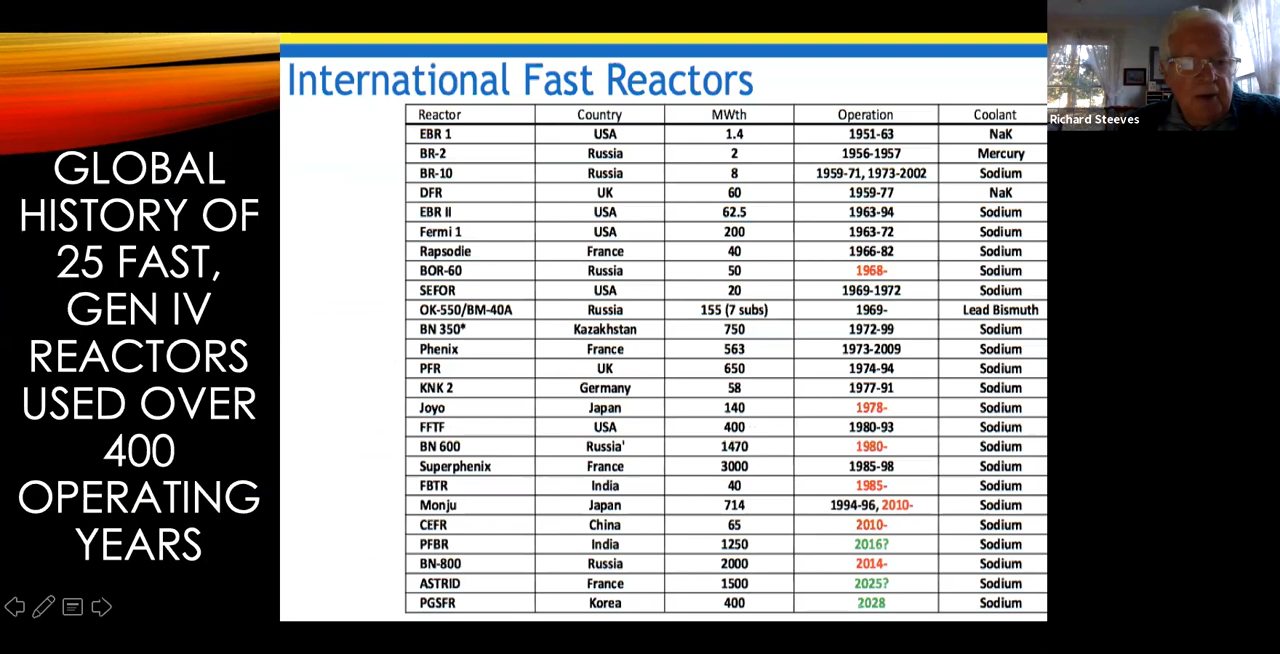 GLOBAL
HISTORY OF
25 FAST,
GEN IV
REACTORS
USED OVER
400
OPERATING
YEARS
International Fast Reactors
Reactor Country MWth Operation Coolant
EBR 1 USA 1.4 1951-63 NaK
BR-2 Russia 2 1956-1957 Mercury
BR-10 Russia 8 1959-71, 1973-2002 Sodium
DFR UK 60 1959-77 NaK
EBR II USA 62.5 1963-94 Sodium
Fermi 1 USA 200 1963-72 Sodium
Rapsodie France 40 1966-82 Sodium
BOR-60 Russia 50 1968- Sodium
SEFOR USA 20 1969-1972 Sodium
OK-550/BM-40A Russia 155 (7 subs) 1969- Lead Bismuth
BN 350* Kazakhstan 750 1972-99 Sodium
Phenix France 563 1973-2009 Sodium
PFR UK 650 1974-94 Sodium
KNK 2 Germany 58 1977-91 Sodium
Joyo Japan 140 1978- Sodium
FFTF USA 400 1980-93 Sodium
BN 600 Russia' 1470 1980- Sodium
Superphenix France 3000 1985-98 Sodium
FBTR India 40 1985- Sodium
Monju Japan 714 1994-96, 2010- Sodium
CEFR China 65 2010- Sodium
PFBR India 1250 2016? Sodium
BN-800 Russia 2000 2014- Sodium
ASTRID France 1500 2025? Sodium
PGSFR Korea 400 2028 Sodium
Richard Steeves